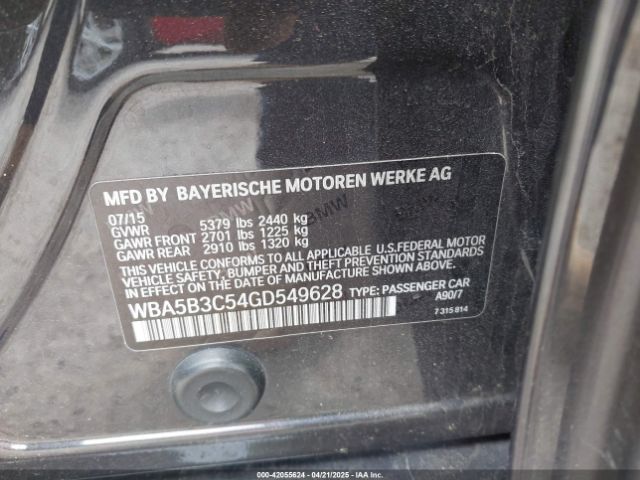 MFD BY BAYERISCHE MOTOREN WERKE AG
07/15
GVWR 5379 lbs 2440 kg
GAWR FRONT 2701 lbs 1225 kg
GAWR REAR 2910 lbs 1320 kg
THIS VEHICLE CONFORMS TO ALL APPLICABLE U.S.FEDERAL MOTOR
VEHICLE SAFETY, BUMPER, AND THEFT PREVENTION STANDARDS
IN EFFECT ON THE DATE OF MANUFACTURE SHOWN ABOVE.
WBA5B3C54GD549628 TYPE: PASSENGER CAR
A90/7
7 315 814
000-42055624 04/21/2025 IAAI.COM